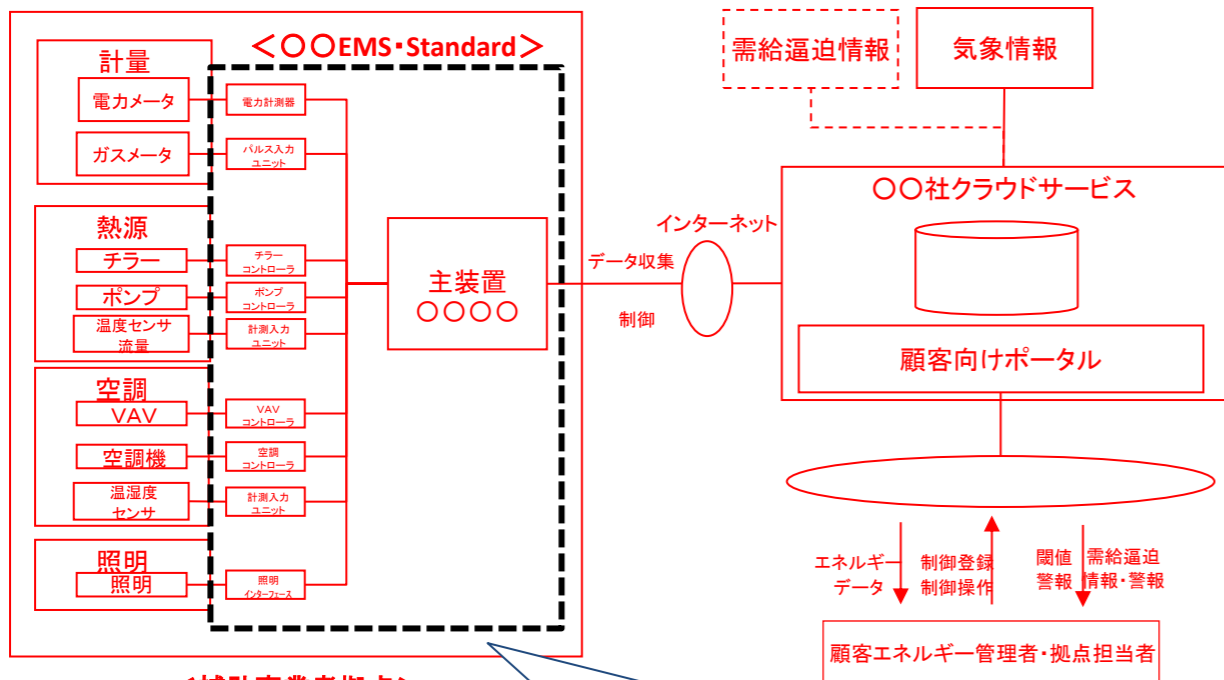 ＜〇〇EMS・Standard＞
計量
電力メータ
電力計測器
ガスメータ
パルス入力
ユニット
熱源
チラー
チラー
コントローラ
ポンプ
ポンプ
コントローラ
温度センサ
流量
計測入力
ユニット
空調
VAV
VAV
コントローラ
空調機
空調
コントローラ
温湿度
センサ
計測入力
ユニット
照明
照明
照明
インターフェース
主装置
〇〇〇〇
データ収集
制御
インターネット
需給逼迫情報
気象情報
〇〇社クラウドサービス
顧客向けポータル
エネルギー
データ
制御登録
制御操作
閾値
警報
需給逼迫
情報・警報
顧客エネルギー管理者・拠点担当者